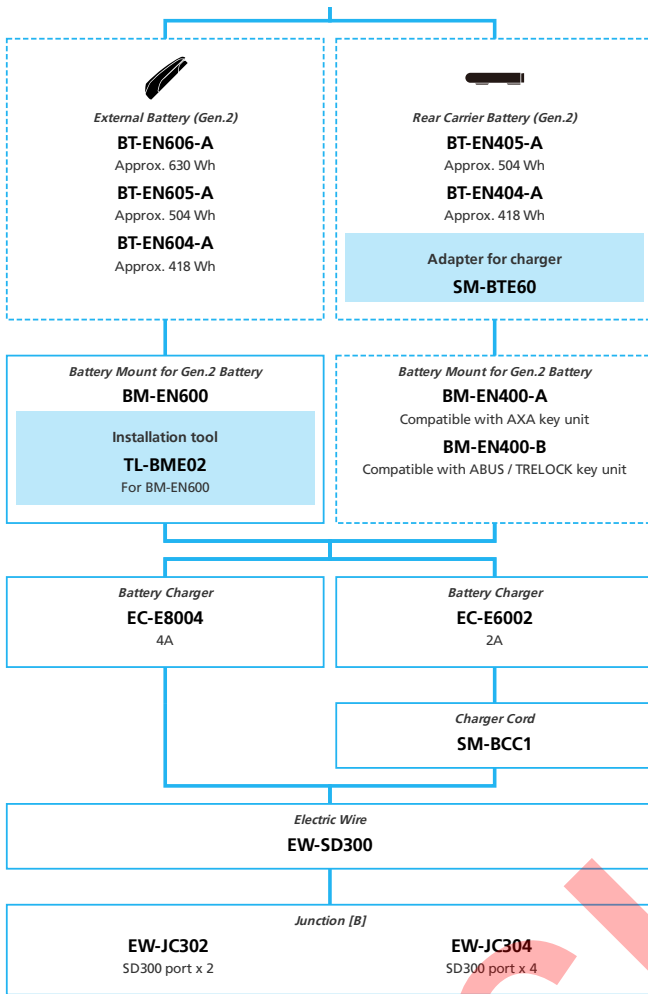 External Battery (Gen.2)
BT-EN606-A
Approx. 630 Wh
BT-EN605-A
Approx. 504 Wh
BT-EN604-A
Approx. 418 Wh
Rear Carrier Battery (Gen.2)
BT-EN405-A
Approx. 504 Wh
BT-EN404-A
Approx. 418 Wh
Adapter for charger
SM-BTE60
Battery Mount for Gen.2 Battery
BM-EN600
Installation tool
TL-BME02
For BM-EN600
Battery Mount for Gen.2 Battery
BM-EN400-A
Compatible with AXA key unit
BM-EN400-B
Compatible with ABUS / TRELOCK key unit
Battery Charger
EC-E8004
4A
Battery Charger
EC-E6002
2A
Charger Cord
SM-BCC1
Electric Wire
EW-SD300
Junction [B]
EW-JC302
SD300 port x 2
EW-JC304
SD300 port x 4